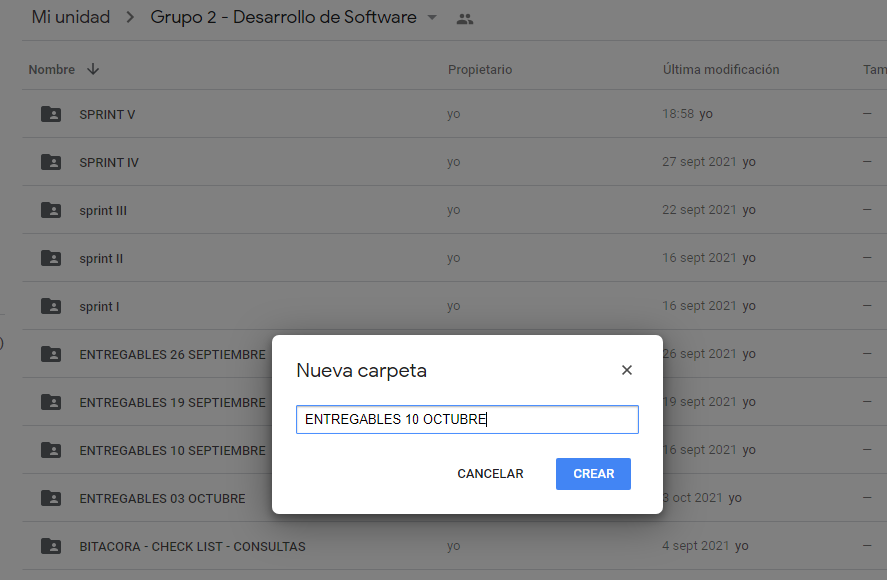 Mi unidad > Grupo 2 - Desarrollo de Software
Nombre Propietario Última modificación Tam
SPRINT V yo 18:58 yo —
SPRINT IV yo 27 sept 2021 yo —
sprint III yo 22 sept 2021 yo —
sprint II yo 16 sept 2021 yo —
sprint I yo 16 sept 2021 yo —
ENTREGABLES 26 SEPTIEMBRE 26 sept 2021 yo —
ENTREGABLES 19 SEPTIEMBRE 19 sept 2021 yo —
ENTREGABLES 10 SEPTIEMBRE 16 sept 2021 yo —
ENTREGABLES 03 OCTUBRE 3 oct 2021 yo —
BITACORA - CHECK LIST - CONSULTAS yo 4 sept 2021 yo —
Nueva carpeta
ENTREGABLES 10 OCTUBRE
CANCELAR CREAR